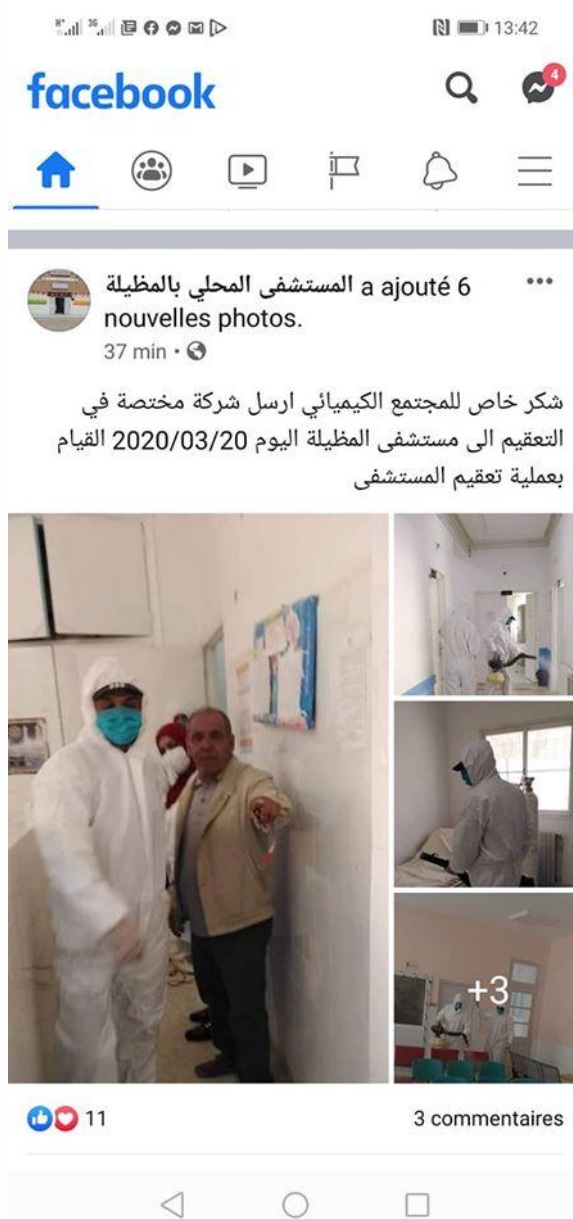 13:42
facebook
4
المستشفى المحلي بالمظيلة a ajouté 6
nouvelles photos.
37 min •
شكر خاص للمجتمع الكيميائي ارسل شركة مختصة في
التعقيم الى مستشفى المظيلة اليوم 2020/03/20 القيام
بعملية تعقيم المستشفى
+3
11
3 commentaires